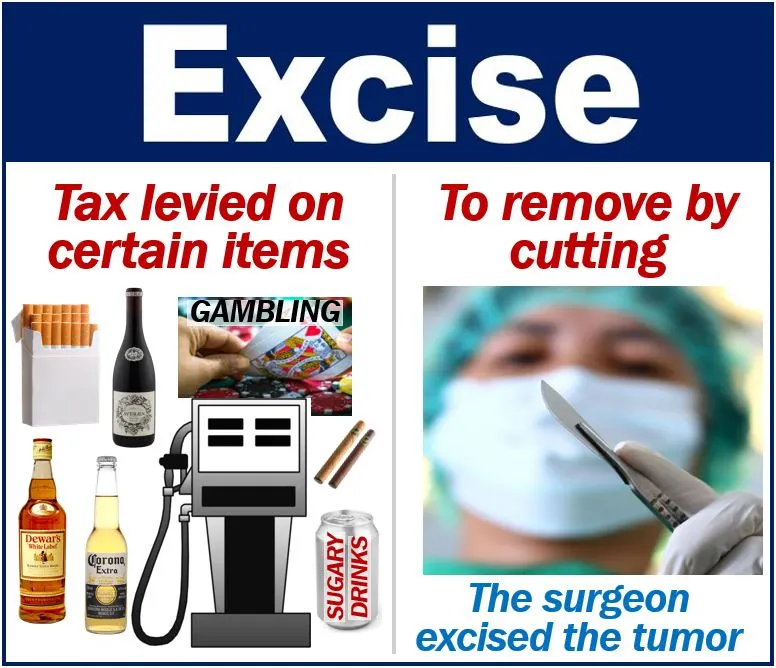 Excise
Tax levied on
certain items
To remove by
cutting
GAMBLING
Dewar's
White Label
Corona
Extra
SUGARY
DRINKS
The surgeon
excised the tumor